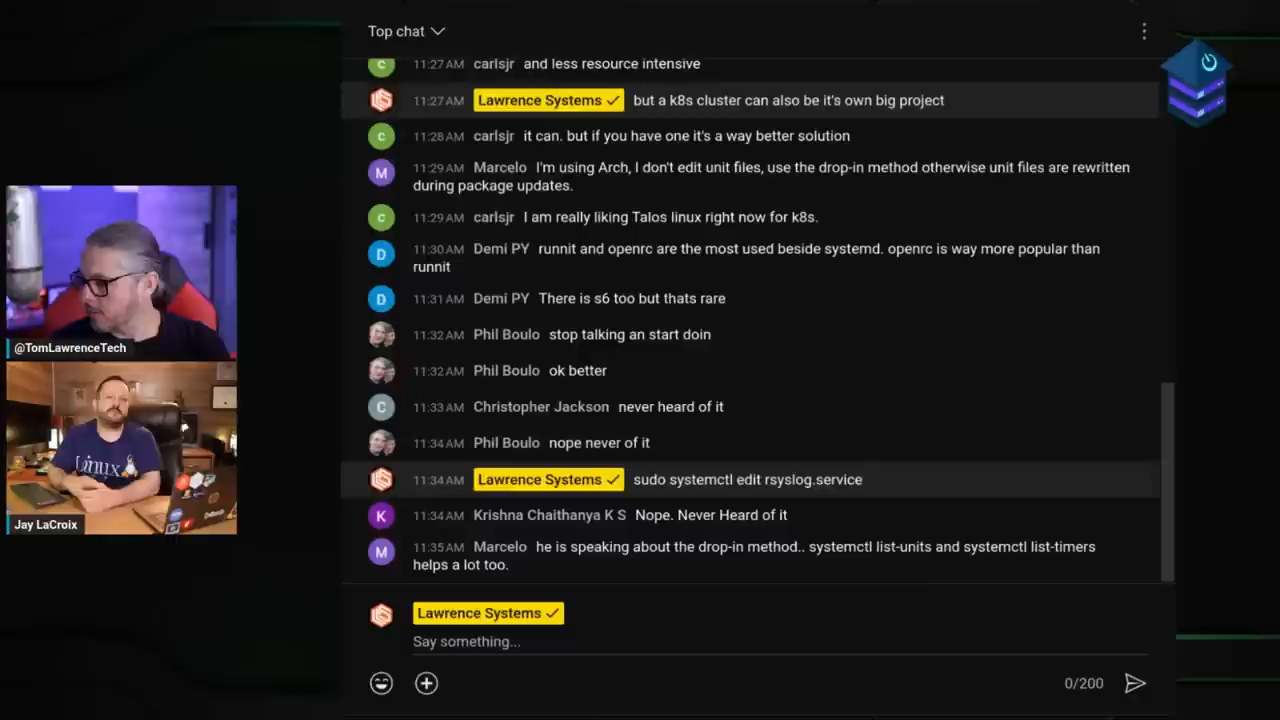 Top chat
C
11:27 AM carlsjr and less resource intensive
11:27 AM Lawrence Systems ✓ but a k8s cluster can also be it's own big project
C
11:28 AM carlsjr it can. but if you have one it's a way better solution
M
11:29 AM Marcelo I'm using Arch, I don't edit unit files, use the drop-in method otherwise unit files are rewritten
during package updates.
C
11:29 AM carlsjr I am really liking Talos linux right now for k8s.
D
11:30 AM Demi PY runnit and openrc are the most used beside systemd. openrc is way more popular than
runnit
D
11:31 AM Demi PY There is s6 too but thats rare
11:32 AM Phil Boulo stop talking an start doin
11:32 AM Phil Boulo ok better
C
11:33 AM Christopher Jackson never heard of it
11:34 AM Phil Boulo nope never of it
11:34 AM Lawrence Systems ✓ sudo systemctl edit rsyslog.service
K
11:34 AM Krishna Chaithanya K S Nope. Never Heard of it
M
11:35 AM Marcelo he is speaking about the drop-in method.. systemctl list-units and systemctl list-timers
helps a lot too.
Lawrence Systems ✓
Say something...
0/200
@TomLawrenceTech
Linux
Jay LaCroix